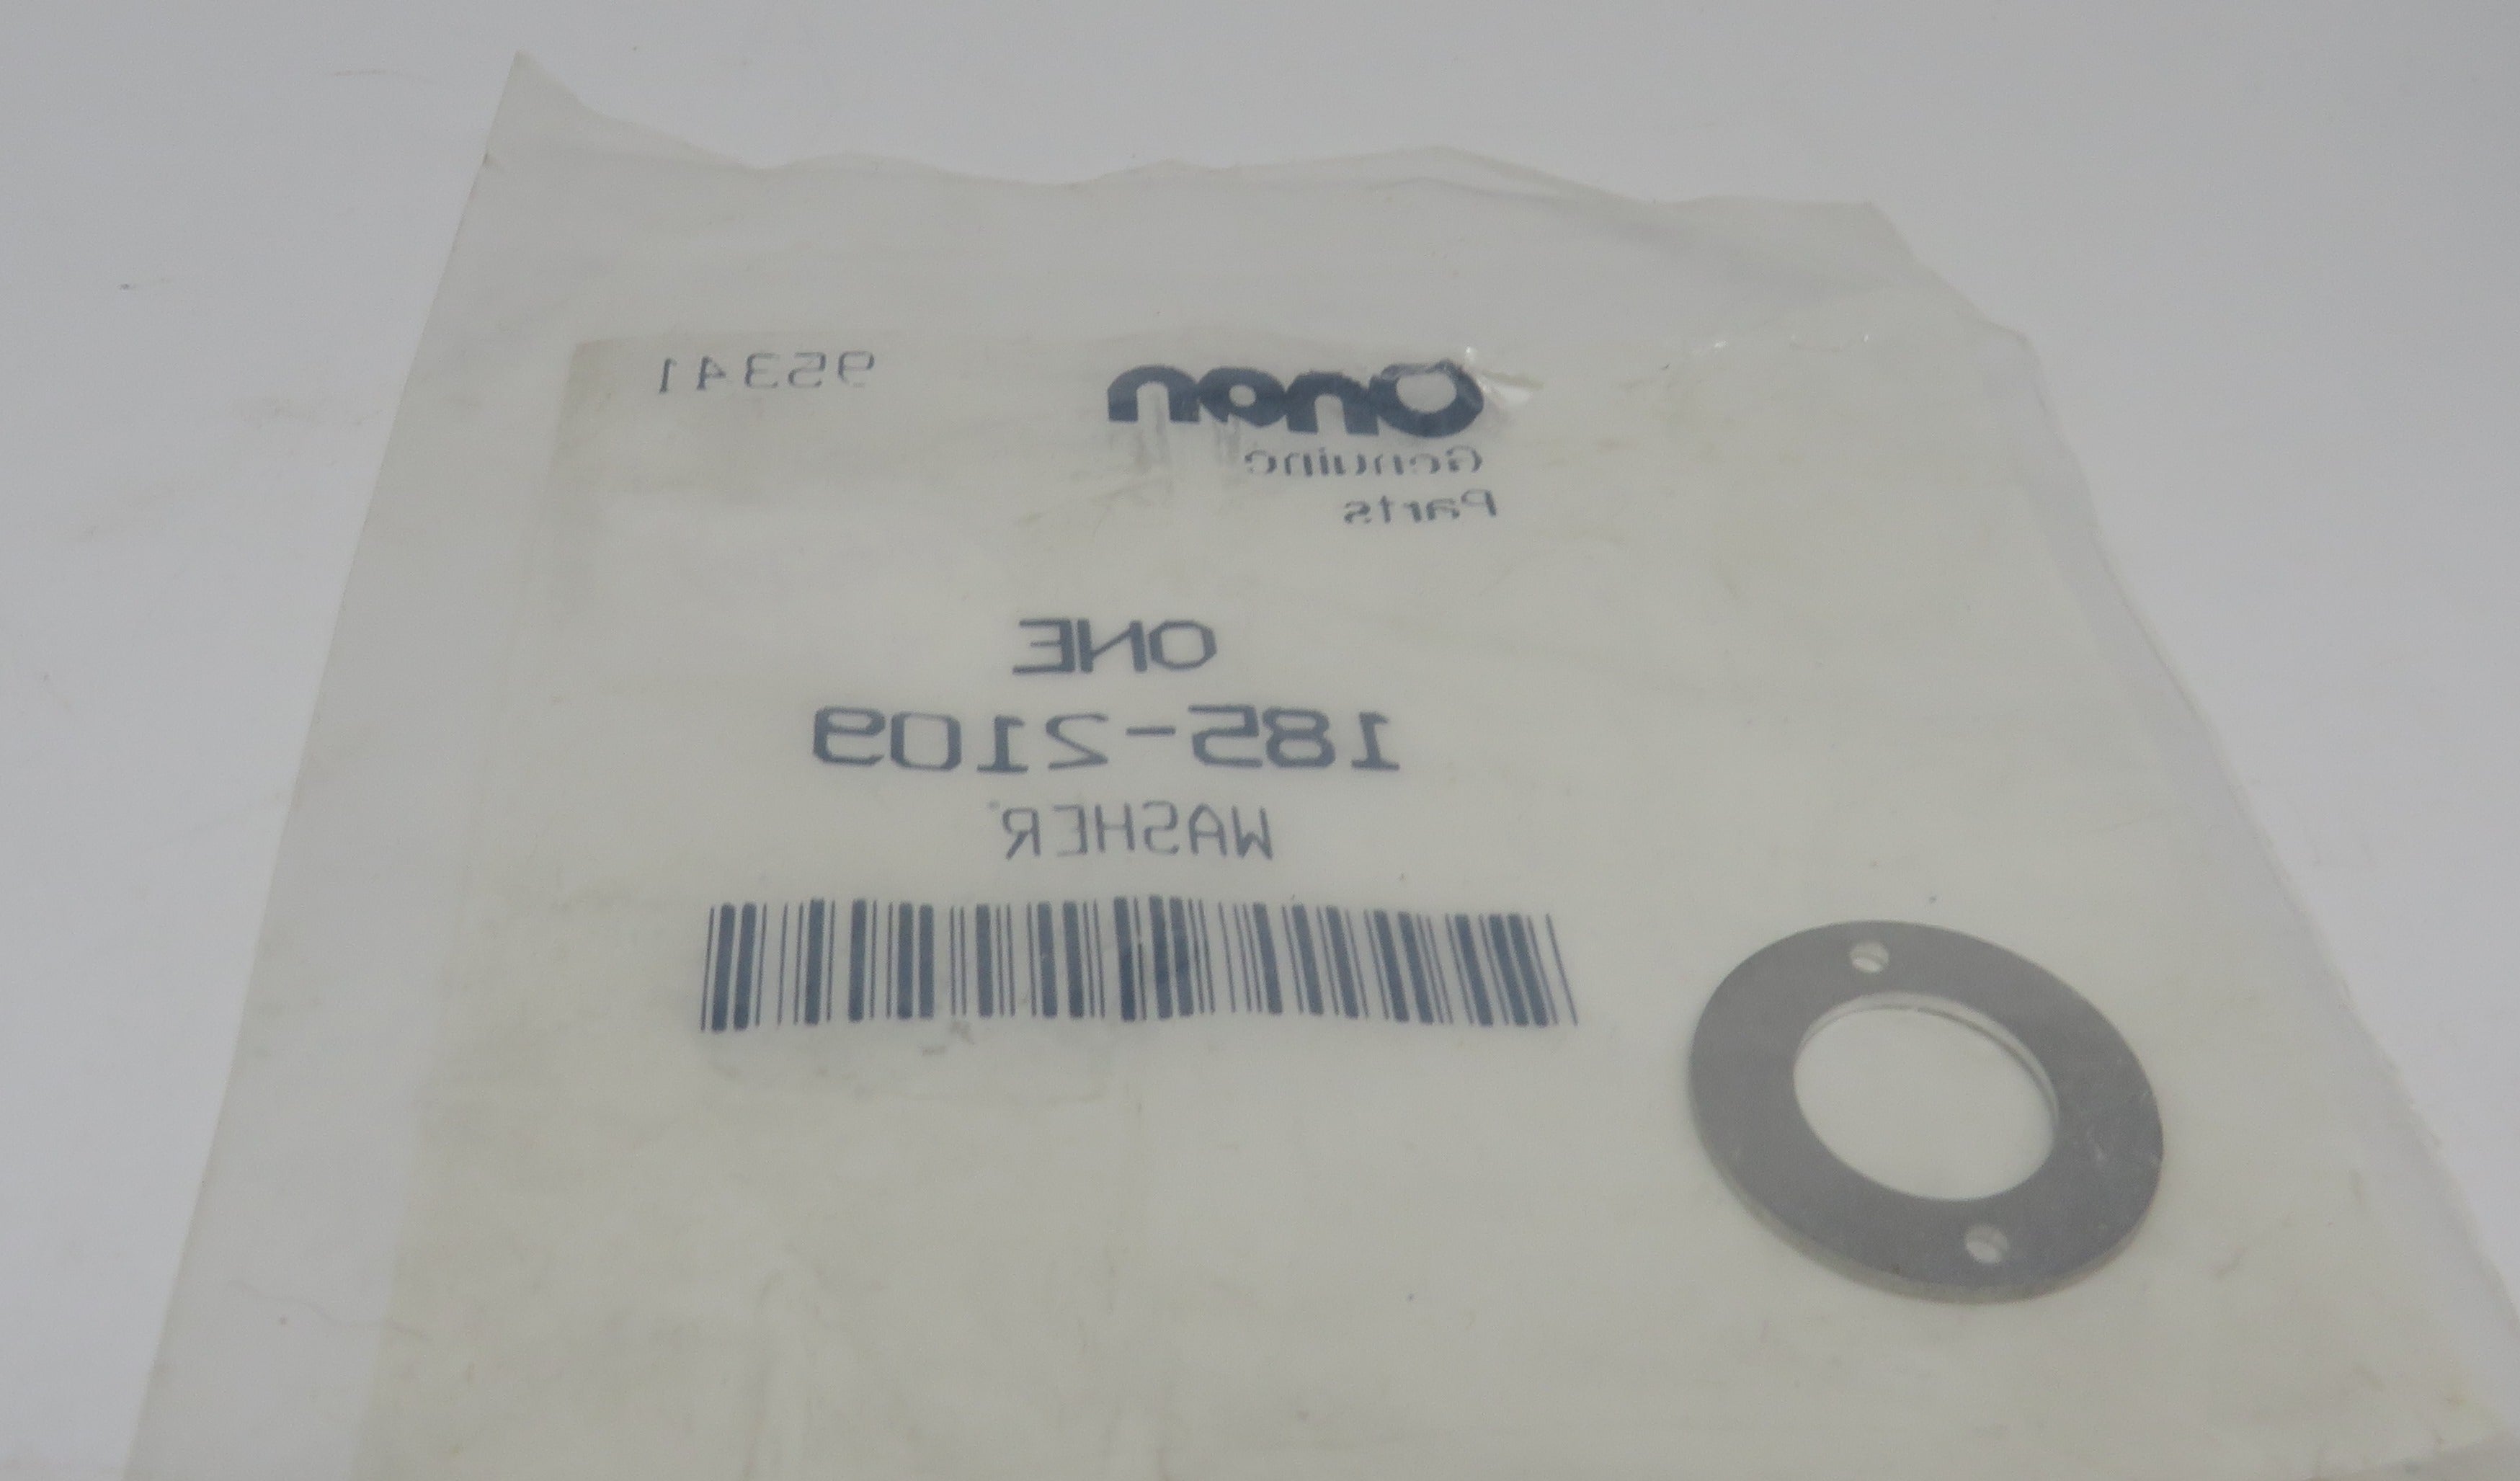 Onan 95341
Genuine
Parts
ONE
185-2109
WASHER